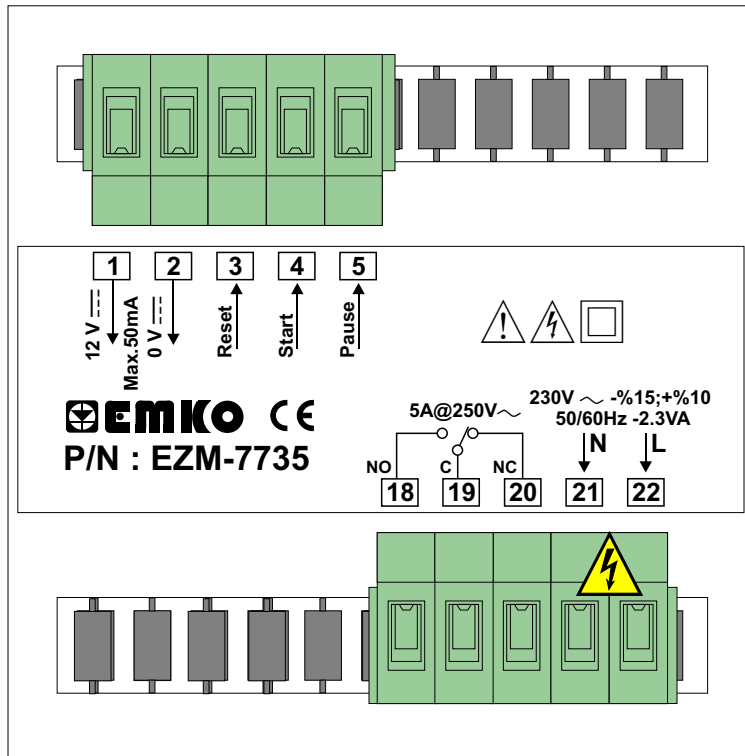 1 2 3 4 5
12 V
Max.50mA
0 V
Reset
Start
Pause
EMKO CE
P/N : EZM-7735
5A@250V
230V ~ -%15;+%10
50/60Hz -2.3VA
N L
NO C NC
18 19 20 21 22